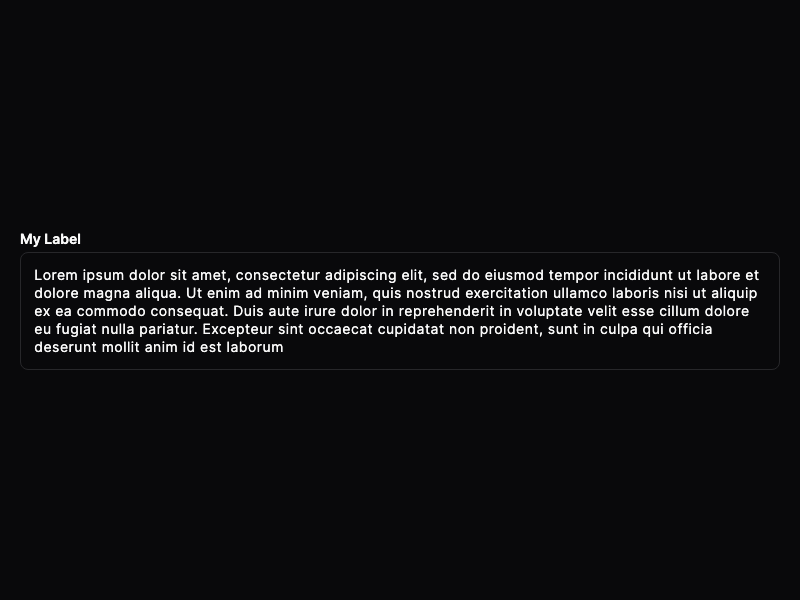 My Label
Lorem ipsum dolor sit amet, consectetur adipiscing elit, sed do eiusmod tempor incididunt ut labore et
dolore magna aliqua. Ut enim ad minim veniam, quis nostrud exercitation ullamco laboris nisi ut aliquip
ex ea commodo consequat. Duis aute irure dolor in reprehenderit in voluptate velit esse cillum dolore
eu fugiat nulla pariatur. Excepteur sint occaecat cupidatat non proident, sunt in culpa qui officia
deserunt mollit anim id est laborum